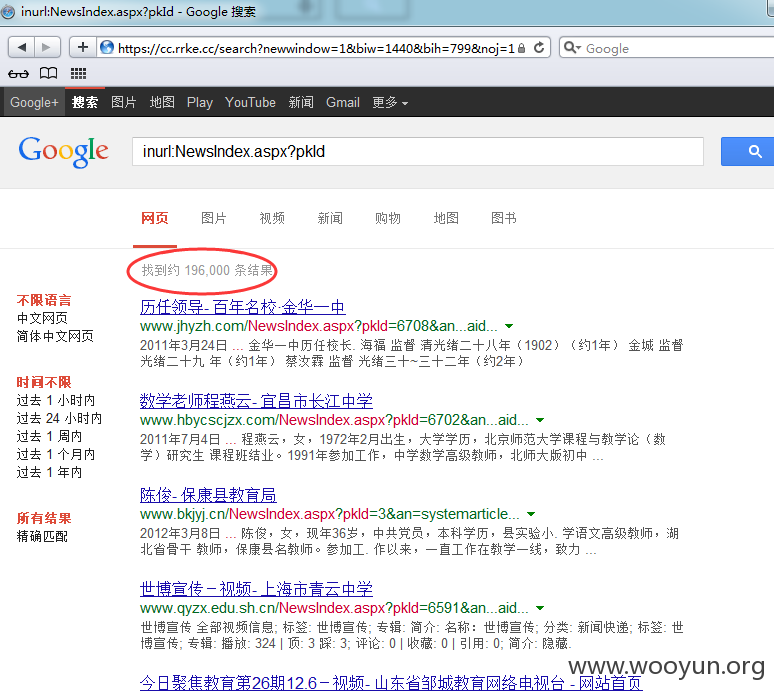 inurl:NewsIndex.aspx?pkId - Google 搜索
https://cc.rrke.cc/search?newwindow=1&biw=1440&bih=799&noj=1
Google
Google+ 搜索 图片 地图 Play YouTube 新闻 Gmail 更多
Google
inurl:NewsIndex.aspx?pkId
网页 图片 视频 新闻 购物 地图 图书
找到约 196,000 条结果
不限语言
中文网页
简体中文网页
时间不限
过去 1 小时内
过去 24 小时内
过去 1 周内
过去 1 个月内
过去 1 年内
所有结果
精确匹配
历任领导- 百年名校·金华一中
www.jhyzh.com/NewsIndex.aspx?pkId=6708&an...aid...
2011年3月24日 ... 金华一中历任校长. 海福 监督 清光绪二十八年（1902）（约1年） 金城 监督
光绪二十九 年（约1年） 蔡汝霖 监督 光绪三十~三十二年（约2年）
数学老师程燕云- 宜昌市长江中学
www.hbycscjzx.com/NewsIndex.aspx?pkId=6702&an...aid...
2011年7月4日 ... 程燕云，女，1972年2月出生，大学学历，北京师范大学课程与教学论（数
学）研究生 课程班结业。1991年参加工作，中学数学高级教师，北师大版初中 ...
陈俊- 保康县教育局
www.bkjyj.cn/NewsIndex.aspx?pkId=3&an=systemarticle...
2012年3月8日 ... 陈俊，女，现年36岁，中共党员，本科学历，县实验小. 学语文高级教师，湖
北省骨干 教师，保康县名教师。参加工. 作以来，一直工作在教学一线，致力 ...
世博宣传－视频- 上海市青云中学
www.qyzx.edu.sh.cn/NewsIndex.aspx?pkId=6591&an...aid...
世博宣传 全部视频信息; 标签: 世博宣传; 专辑: 简介: 名称：世博宣传; 分类: 新闻快递; 标签: 世
博宣传; 专辑: 播放: 324 | 顶: 3 踩: 3; 评论: 0 | 收藏: 0 | 引用: 0; 简介: 隐藏.
今日聚焦教育第26期12.6－视频- 山东省邹城教育网络电视台 - 网站首页
www.wooyun.org